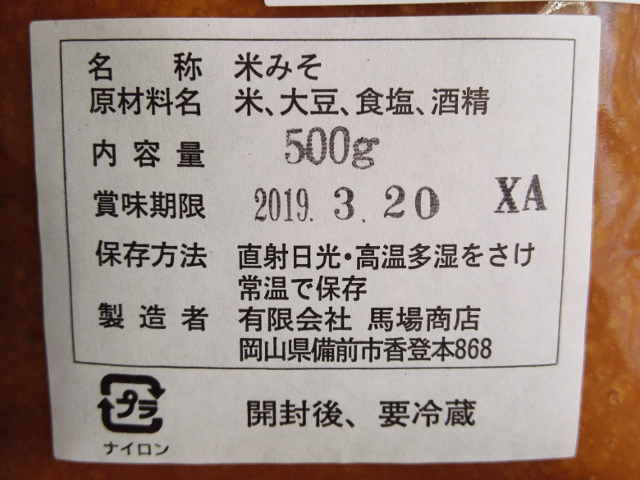 名称 米みそ
原材料名 米、大豆、食塩、酒精
内容量 500g
賞味期限 2019. 3. 20 XA
保存方法 直射日光・高温多湿をさけ
常温で保存
製造者 有限会社 馬場商店
岡山県備前市香登本868
プラ 開封後、要冷蔵
ナイロン